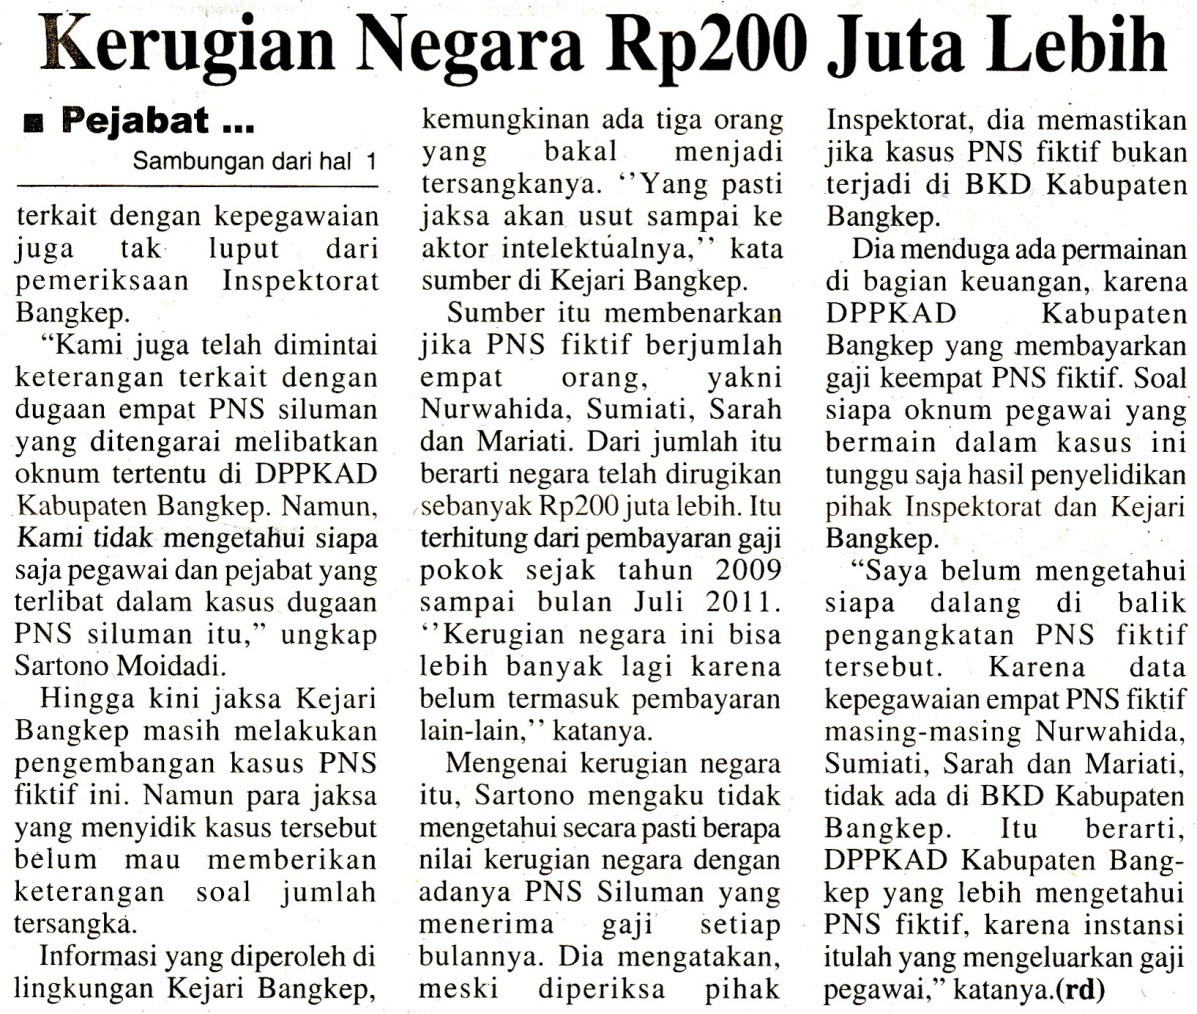 Kerugian Negara Rp200 Juta Lebih
■ Pejabat ...
Sambungan dari hal 1
terkait dengan kepegawaian
juga tak luput dari
pemeriksaan Inspektorat
Bangkep.
“Kami juga telah dimintai
keterangan terkait dengan
dugaan empat PNS siluman
yang ditengarai melibatkan
oknum tertentu di DPPKAD
Kabupaten Bangkep. Namun,
Kami tidak mengetahui siapa
saja pegawai dan pejabat yang
terlibat dalam kasus dugaan
PNS siluman itu,” ungkap
Sartono Moidadi.
Hingga kini jaksa Kejari
Bangkep masih melakukan
pengembangan kasus PNS
fiktif ini. Namun para jaksa
yang menyidik kasus tersebut
belum mau memberikan
keterangan soal jumlah
tersangka.
Informasi yang diperoleh di
lingkungan Kejari Bangkep,
kemungkinan ada tiga orang
yang bakal menjadi
tersangkanya. ‘’Yang pasti
jaksa akan usut sampai ke
aktor intelektualnya,’’ kata
sumber di Kejari Bangkep.
Sumber itu membenarkan
jika PNS fiktif berjumlah
empat orang, yakni
Nurwahida, Sumiati, Sarah
dan Mariati. Dari jumlah itu
berarti negara telah dirugikan
sebanyak Rp200 juta lebih. Itu
terhitung dari pembayaran gaji
pokok sejak tahun 2009
sampai bulan Juli 2011.
‘’Kerugian negara ini bisa
lebih banyak lagi karena
belum termasuk pembayaran
lain-lain,’’ katanya.
Mengenai kerugian negara
itu, Sartono mengaku tidak
mengetahui secara pasti berapa
nilai kerugian negara dengan
adanya PNS Siluman yang
menerima gaji setiap
bulannya. Dia mengatakan,
meski diperiksa pihak
Inspektorat, dia memastikan
jika kasus PNS fiktif bukan
terjadi di BKD Kabupaten
Bangkep.
Dia menduga ada permainan
di bagian keuangan, karena
DPPKAD Kabupaten
Bangkep yang membayarkan
gaji keempat PNS fiktif. Soal
siapa oknum pegawai yang
bermain dalam kasus ini
tunggu saja hasil penyelidikan
pihak Inspektorat dan Kejari
Bangkep.
“Saya belum mengetahui
siapa dalang di balik
pengangkatan PNS fiktif
tersebut. Karena data
kepegawaian empat PNS fiktif
masing-masing Nurwahida,
Sumiati, Sarah dan Mariati,
tidak ada di BKD Kabupaten
Bangkep. Itu berarti,
DPPKAD Kabupaten Bang-
kep yang lebih mengetahui
PNS fiktif, karena instansi
itulah yang mengeluarkan gaji
pegawai,” katanya.(rd)